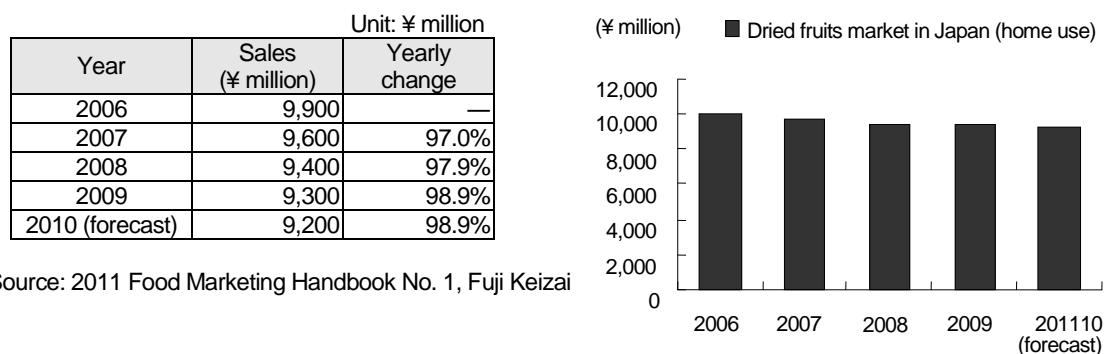 Unit: ¥ million
Year Sales (¥ million) Yearly change
2006 9,900 —
2007 9,600 97.0%
2008 9,400 97.9%
2009 9,300 98.9%
2010 (forecast) 9,200 98.9%
Source: 2011 Food Marketing Handbook No. 1, Fuji Keizai
(¥ million) Dried fruits market in Japan (home use)
12,000
10,000
8,000
6,000
4,000
2,000
0
2006 2007 2008 2009 201110
(forecast)